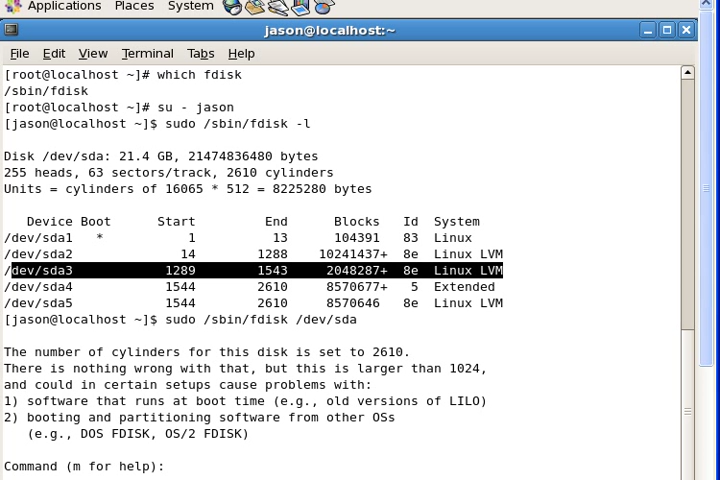 Applications Places System
jason@localhost:~
File Edit View Terminal Tabs Help
[root@localhost ~]# which fdisk
/sbin/fdisk
[root@localhost ~]# su - jason
[jason@localhost ~]$ sudo /sbin/fdisk -l
Disk /dev/sda: 21.4 GB, 21474836480 bytes
255 heads, 63 sectors/track, 2610 cylinders
Units = cylinders of 16065 * 512 = 8225280 bytes
   Device Boot      Start         End      Blocks   Id  System
/dev/sda1   *           1          13      104391   83  Linux
/dev/sda2              14        1288    10241437+  8e  Linux LVM
/dev/sda3            1289        1543     2048287+  8e  Linux LVM
/dev/sda4            1544        2610     8570677+   5  Extended
/dev/sda5            1544        2610     8570646   8e  Linux LVM
[jason@localhost ~]$ sudo /sbin/fdisk /dev/sda
The number of cylinders for this disk is set to 2610.
There is nothing wrong with that, but this is larger than 1024,
and could in certain setups cause problems with:
1) software that runs at boot time (e.g., old versions of LILO)
2) booting and partitioning software from other OSs
   (e.g., DOS FDISK, OS/2 FDISK)
Command (m for help):